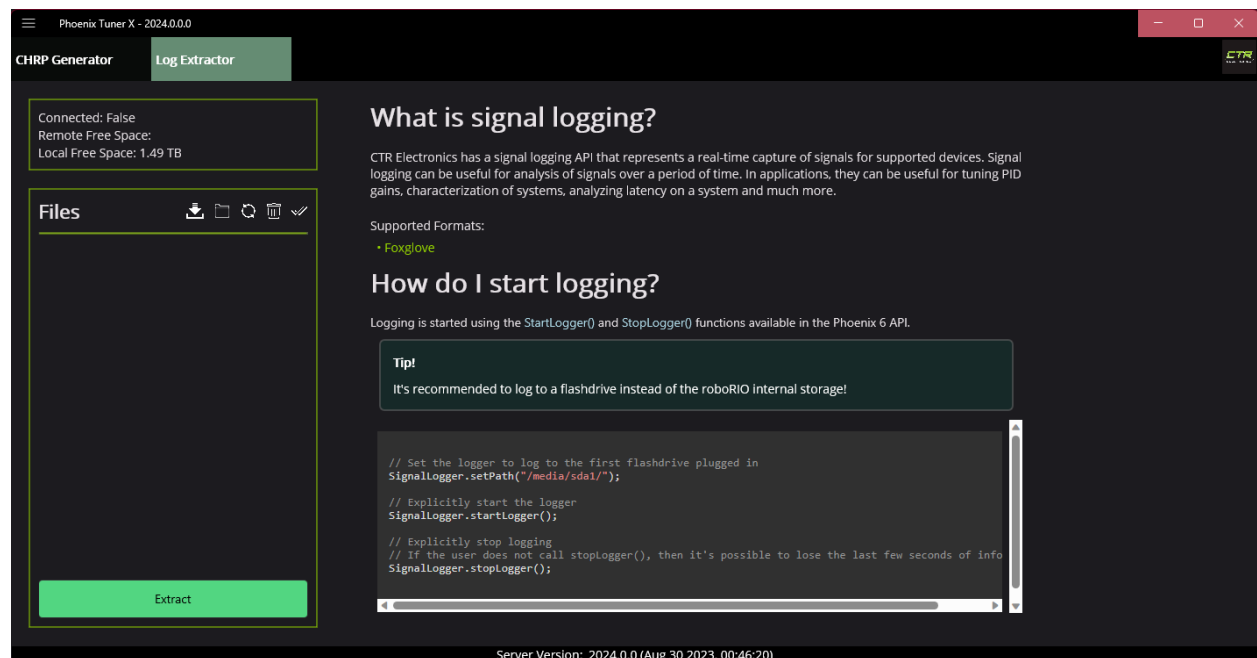 Phoenix Tuner X - 2024.0.0.0
CHRP Generator
Log Extractor
CTR
Connected: False
Remote Free Space:
Local Free Space: 1.49 TB
Files
Extract
What is signal logging?
CTR Electronics has a signal logging API that represents a real-time capture of signals for supported devices. Signal
logging can be useful for analysis of signals over a period of time. In applications, they can be useful for tuning PID
gains, characterization of systems, analyzing latency on a system and much more.
Supported Formats:
• Foxglove
How do I start logging?
Logging is started using the StartLogger() and StopLogger() functions available in the Phoenix 6 API.
Tip!
It's recommended to log to a flashdrive instead of the roboRIO internal storage!
// Set the logger to log to the first flashdrive plugged in
SignalLogger.setPath("/media/sda1/");
// Explicitly start the logger
SignalLogger.startLogger();
// Explicitly stop logging
// If the user does not call stopLogger(), then it's possible to lose the last few seconds of info
SignalLogger.stopLogger();
Server Version: 2024.0.0 (Aug 30 2023, 00:46:20)